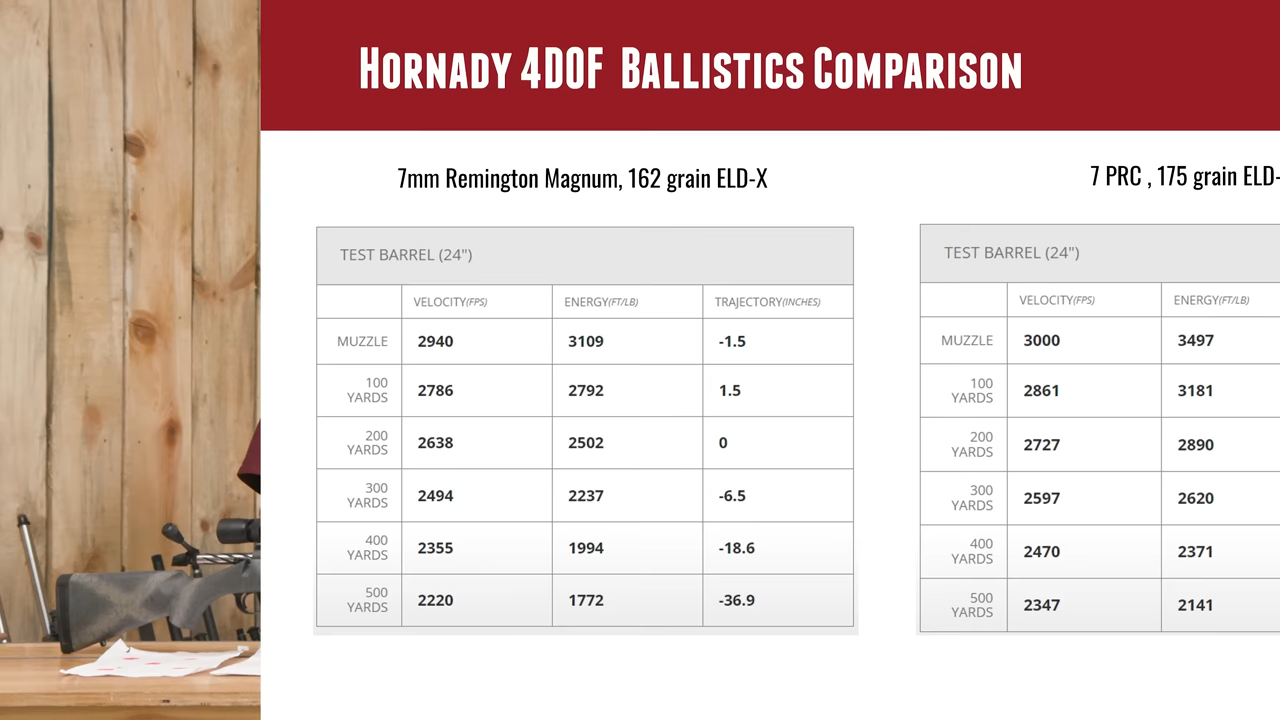 HORNADY 4DOF BALLISTICS COMPARISON
7mm Remington Magnum, 162 grain ELD-X
TEST BARREL (24")
VELOCITY(FPS) ENERGY(FT/LB) TRAJECTORY(INCHES)
MUZZLE 2940 3109 -1.5
100 YARDS 2786 2792 1.5
200 YARDS 2638 2502 0
300 YARDS 2494 2237 -6.5
400 YARDS 2355 1994 -18.6
500 YARDS 2220 1772 -36.9
7 PRC , 175 grain ELD-
TEST BARREL (24")
VELOCITY(FPS) ENERGY(FT/LB)
MUZZLE 3000 3497
100 YARDS 2861 3181
200 YARDS 2727 2890
300 YARDS 2597 2620
400 YARDS 2470 2371
500 YARDS 2347 2141